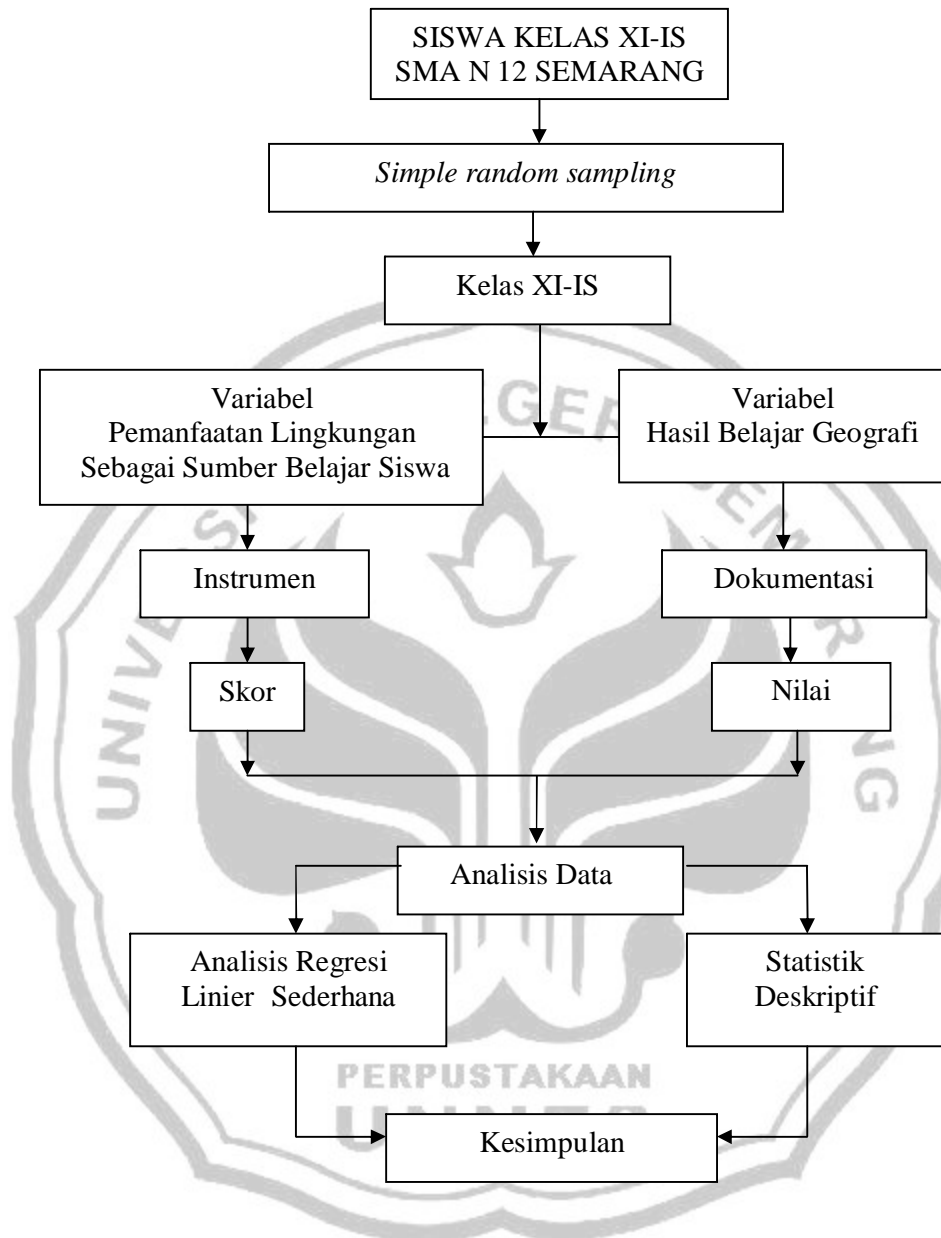 SISWA KELAS XI-IS
SMA N 12 SEMARANG
Simple random sampling
Kelas XI-IS
Variabel
Pemanfaatan Lingkungan
Sebagai Sumber Belajar Siswa
Variabel
Hasil Belajar Geografi
Instrumen
Dokumentasi
Skor
Nilai
Analisis Data
Analisis Regresi
Linier Sederhana
Statistik
Deskriptif
Kesimpulan
PERPUSTAKAAN